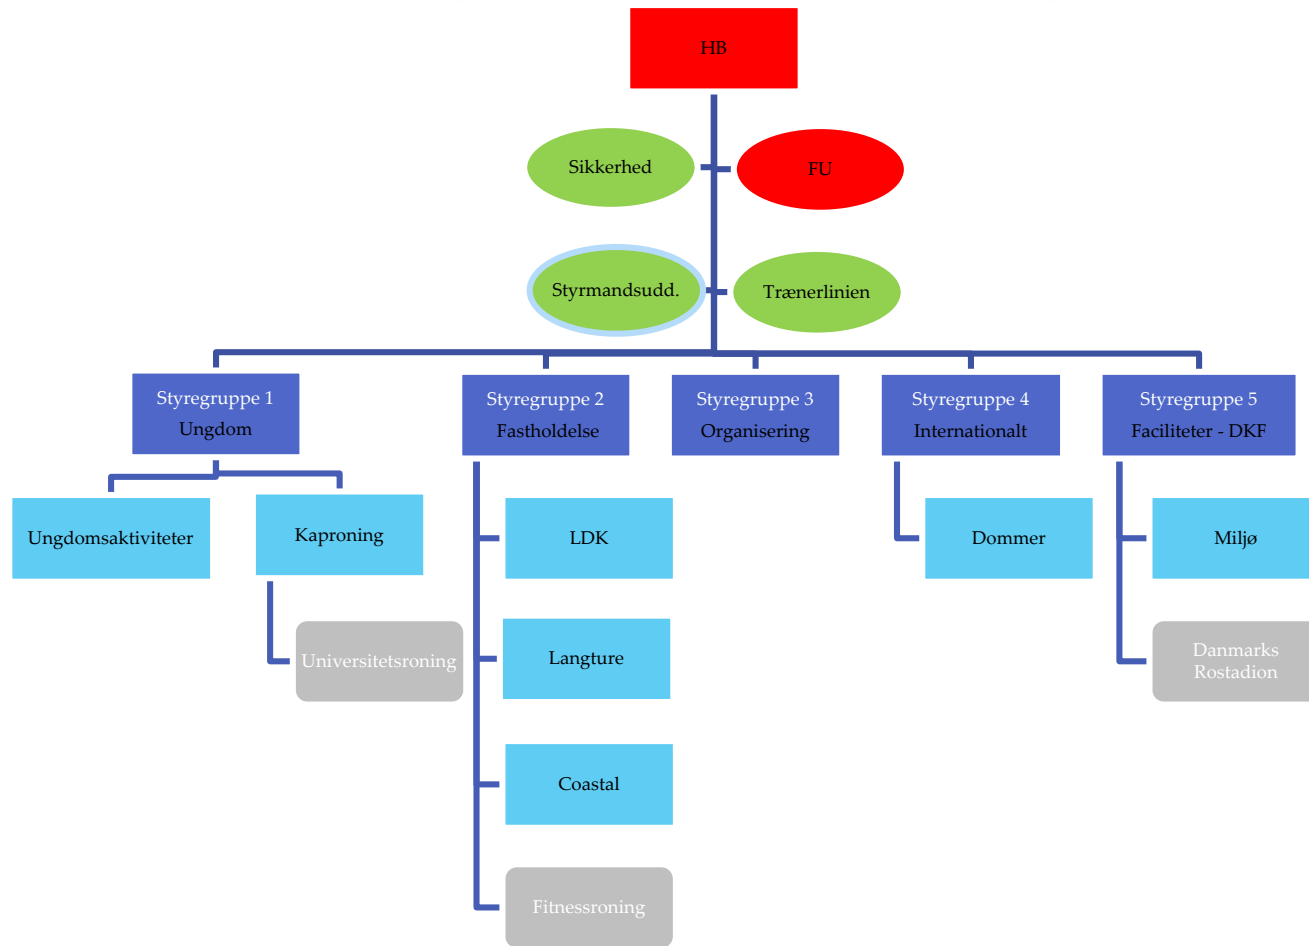 HB
Sikkerhed
FU
Styrmandsudd.
Trænerlinien
Styregruppe 1
Ungdom
Styregruppe 2
Fastholdelse
Styregruppe 3
Organisering
Styregruppe 4
Internationalt
Styregruppe 5
Faciliteter - DKF
Ungdomsaktiviteter
Kaproning
LDK
Dommer
Miljø
Universitetsroning
Langture
Danmarks
Rostadion
Coastal
Fitnessroning